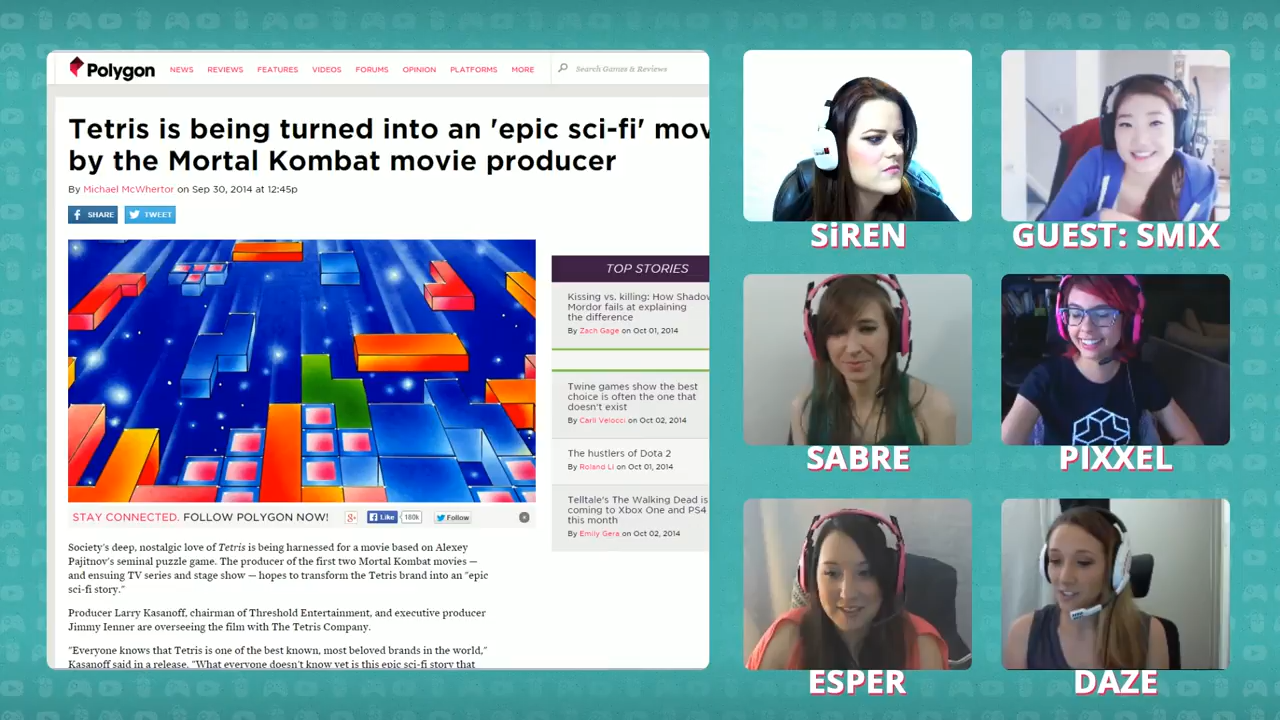 Polygon
NEWS REVIEWS FEATURES VIDEOS FORUMS OPINION PLATFORMS MORE
Search Games & Reviews
Tetris is being turned into an 'epic sci-fi' mov
by the Mortal Kombat movie producer
By Michael McWhertor on Sep 30, 2014 at 12:45p
SHARE
TWEET
STAY CONNECTED. FOLLOW POLYGON NOW!
Like
180k
Follow
Society's deep, nostalgic love of Tetris is being harnessed for a movie based on Alexey
Pajitnov's seminal puzzle game. The producer of the first two Mortal Kombat movies —
and ensuing TV series and stage show — hopes to transform the Tetris brand into an "epic
sci-fi story."
Producer Larry Kasanoff, chairman of Threshold Entertainment, and executive producer
Jimmy Ienner are overseeing the film with The Tetris Company.
"Everyone knows that Tetris is one of the best known, most beloved brands in the world,"
Kasanoff said in a release. "What everyone doesn't know yet is this epic sci-fi story that
TOP STORIES
Kissing vs. killing: How Shadow
Mordor fails at explaining
the difference
By Zach Gage on Oct 01, 2014
Twine games show the best
choice is often the one that
doesn't exist
By Carli Velocci on Oct 02, 2014
The hustlers of Dota 2
By Roland Li on Oct 01, 2014
Telltale's The Walking Dead is
coming to Xbox One and PS4
this month
By Emily Gera on Oct 02, 2014
SiREN
GUEST: SMIX
SABRE
PIXXEL
ESPER
DAZE